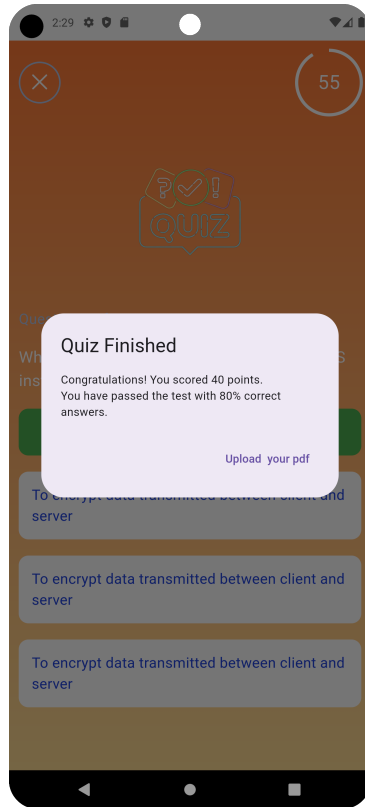 2:29
55
? !
QUIZ
Wh S
ins
Quiz Finished
Congratulations! You scored 40 points.
You have passed the test with 80% correct
answers.
Upload your pdf
To encrypt data transmitted between client and
server
To encrypt data transmitted between client and
server
To encrypt data transmitted between client and
server